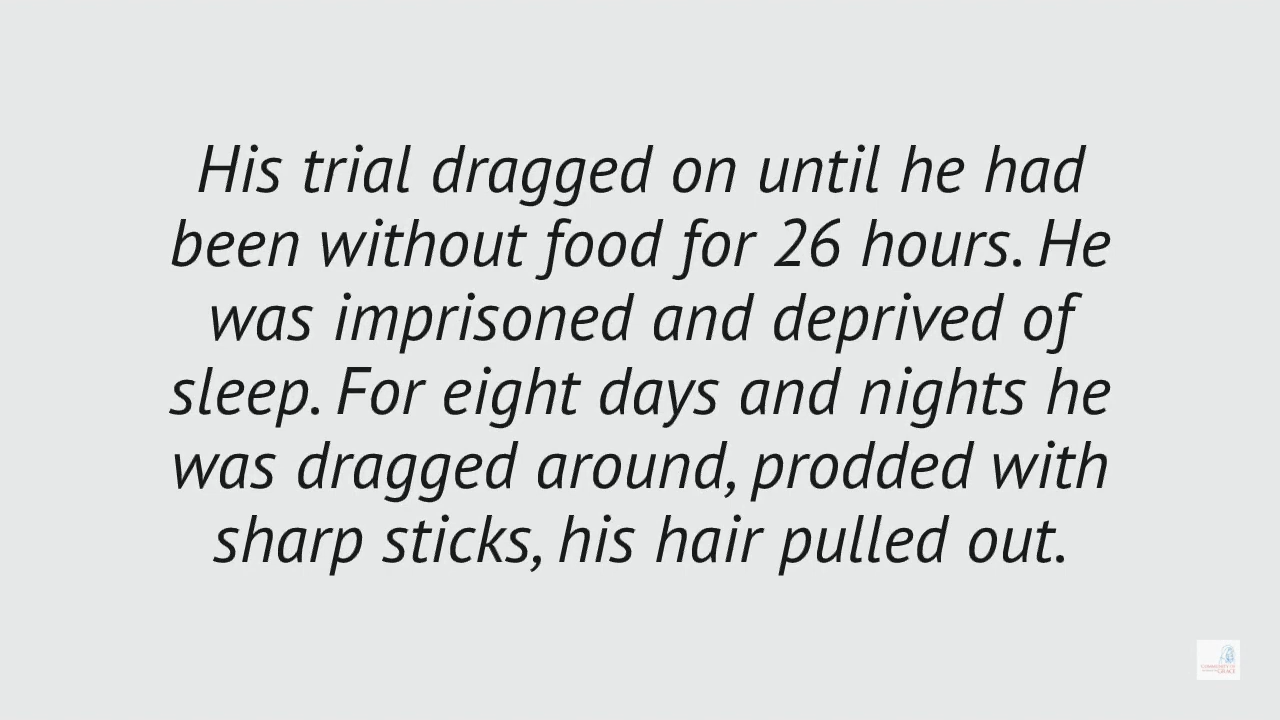 His trial dragged on until he had
been without food for 26 hours. He
was imprisoned and deprived of
sleep. For eight days and nights he
was dragged around, prodded with
sharp sticks, his hair pulled out.
GRACE